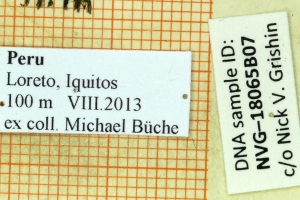 Peru
Loreto, Iquitos
100 m VIII.2013
ex coll. Michael Büche
DNA sample ID:
NVG-18065B07
c/o Nick V. Grishin